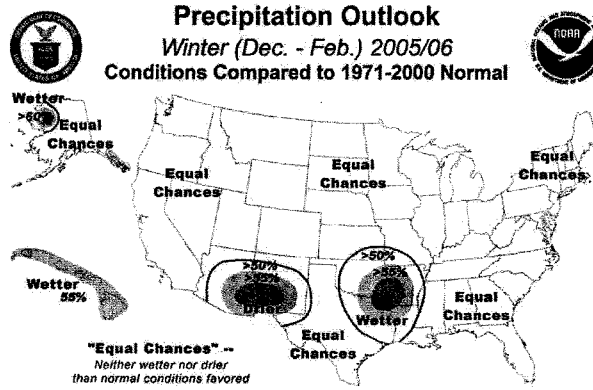 Precipitation Outlook
Winter (Dec. - Feb.) 2005/06
Conditions Compared to 1971-2000 Normal
NOAA
Wetter
Equal
Chances
Equal
Chances
Equal
Chances
Equal
Chances
Wetter
55%
>50%
Drier
>50%
>55%
Wetter
Equal
Chances
Equal
Chances
"Equal Chances" --
Neither wetter nor drier
than normal conditions favored